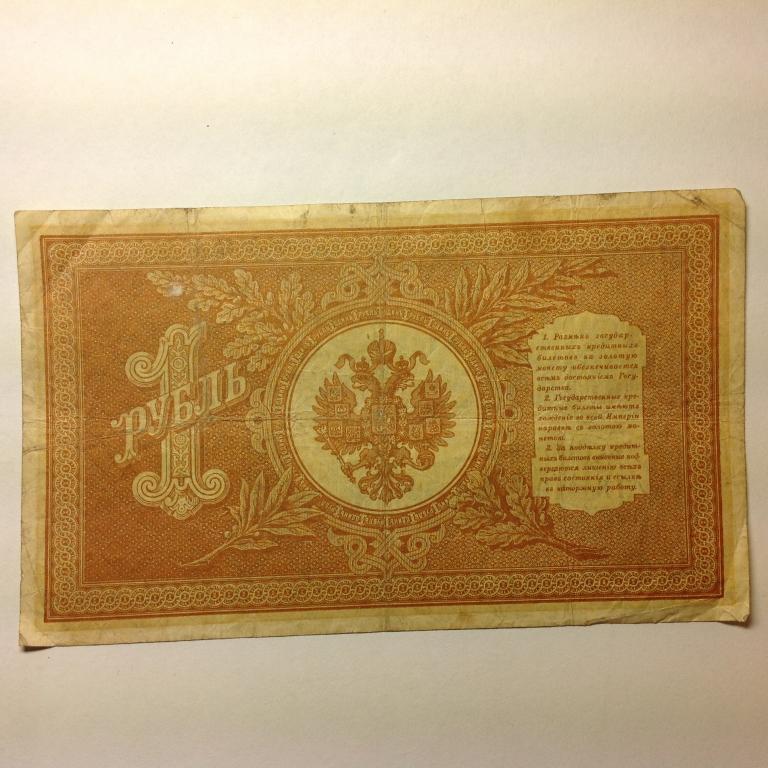 1
РУБЛЬ
1. Размѣнъ государ-
ственныхъ кредитныхъ
билетовъ на золотую
монету обезпечивается
всѣмъ достояніемъ Госу-
дарства.
2. Государственные кре-
дитные билеты имѣютъ
хожденіе во всей Имперіи
наравнѣ съ золотою мо-
нетою.
3. За поддѣлку кредит-
ныхъ билетовъ виновные под-
вергаются лишенію всѣхъ
правъ состоянія и ссылкѣ
въ каторжную работу.